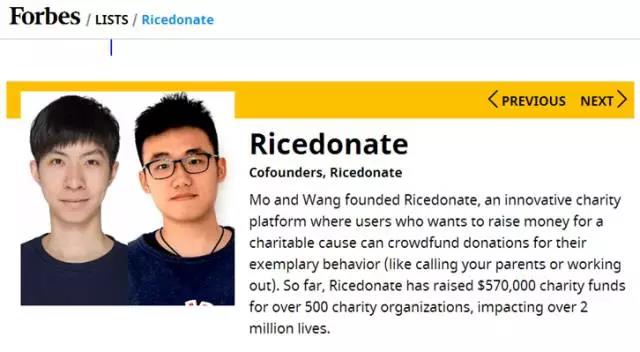 Forbes / LISTS / Ricedonate
PREVIOUS NEXT
Ricedonate
Cofounders, Ricedonate
Mo and Wang founded Ricedonate, an innovative charity
platform where users who wants to raise money for a
charitable cause can crowdfund donations for their
exemplary behavior (like calling your parents or working
out). So far, Ricedonate has raised $570,000 charity funds
for over 500 charity organizations, impacting over 2
million lives.